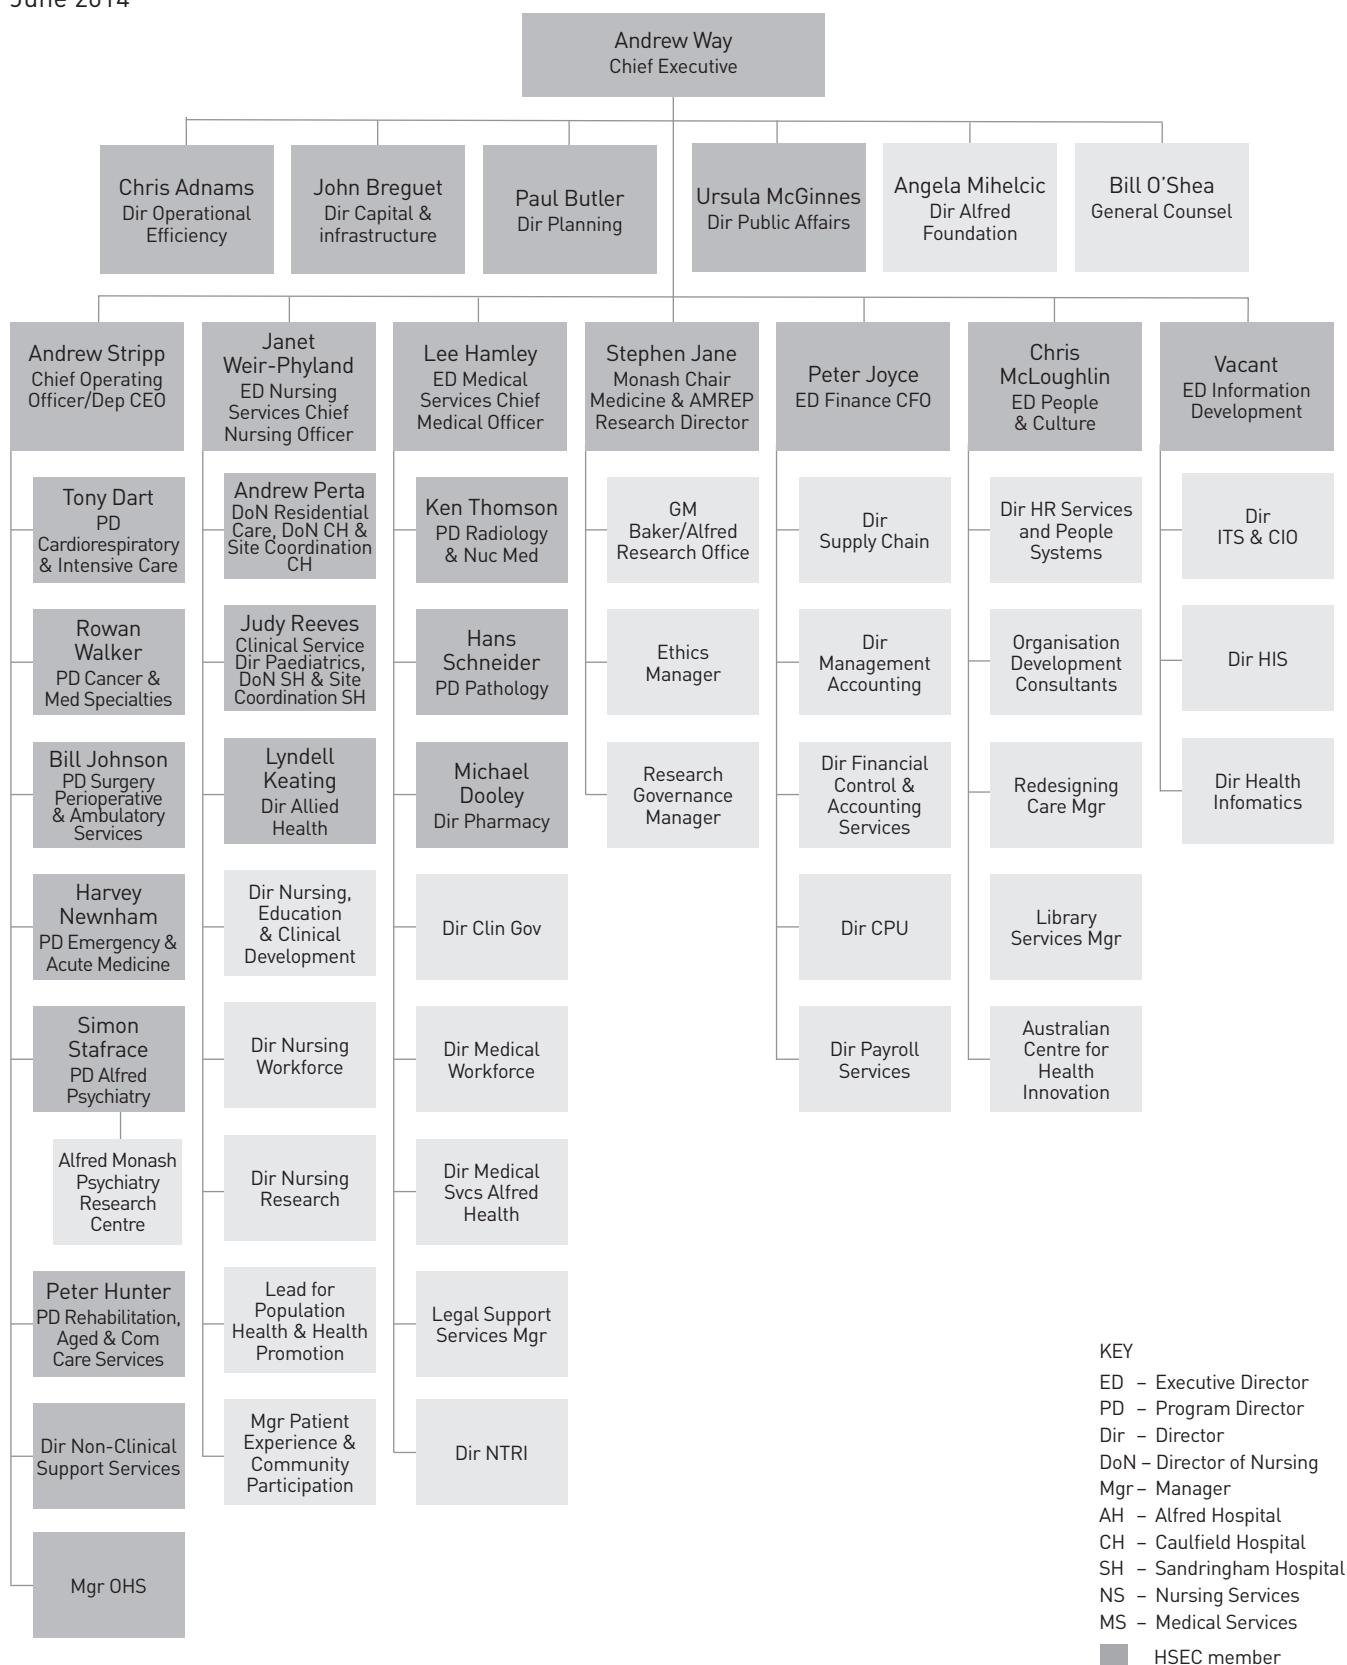 June 2014
Andrew Way
Chief Executive
Chris Adnams
Dir Operational
Efficiency
John Breguet
Dir Capital &
infrastructure
Paul Butler
Dir Planning
Ursula McGinnes
Dir Public Affairs
Angela Mihelcic
Dir Alfred
Foundation
Bill O'Shea
General Counsel
Andrew Stripp
Chief Operating
Officer/Dep CEO
Janet
Weir-Phyland
ED Nursing
Services Chief
Nursing Officer
Lee Hamley
ED Medical
Services Chief
Medical Officer
Stephen Jane
Monash Chair
Medicine & AMREP
Research Director
Peter Joyce
ED Finance CFO
Chris
McLoughlin
ED People
& Culture
Vacant
ED Information
Development
Tony Dart
PD
Cardiorespiratory
& Intensive Care
Andrew Perta
DoN Residential
Care, DoN CH &
Site Coordination
CH
Ken Thomson
PD Radiology
& Nuc Med
GM
Baker/Alfred
Research Office
Dir
Supply Chain
Dir HR Services
and People
Systems
Dir
ITS & CIO
Rowan
Walker
PD Cancer &
Med Specialties
Judy Reeves
Clinical Service
Dir Paediatrics,
DoN SH & Site
Coordination SH
Hans
Schneider
PD Pathology
Ethics
Manager
Dir
Management
Accounting
Organisation
Development
Consultants
Dir HIS
Bill Johnson
PD Surgery
Perioperative
& Ambulatory
Services
Lyndell
Keating
Dir Allied
Health
Michael
Dooley
Dir Pharmacy
Research
Governance
Manager
Dir Financial
Control &
Accounting
Services
Redesigning
Care Mgr
Dir Health
Infomatics
Harvey
Newnham
PD Emergency &
Acute Medicine
Dir Nursing,
Education
& Clinical
Development
Dir Clin Gov
Dir CPU
Library
Services Mgr
Simon
Stafrace
PD Alfred
Psychiatry
Dir Nursing
Workforce
Dir Medical
Workforce
Dir Payroll
Services
Australian
Centre for
Health
Innovation
Alfred Monash
Psychiatry
Research
Centre
Dir Nursing
Research
Dir Medical
Svcs Alfred
Health
Peter Hunter
PD Rehabilitation,
Aged & Com
Care Services
Lead for
Population
Health & Health
Promotion
Legal Support
Services Mgr
Dir Non-Clinical
Support Services
Mgr Patient
Experience &
Community
Participation
Dir NTRI
Mgr OHS
KEY
ED – Executive Director
PD – Program Director
Dir – Director
DoN – Director of Nursing
Mgr – Manager
AH – Alfred Hospital
CH – Caulfield Hospital
SH – Sandringham Hospital
NS – Nursing Services
MS – Medical Services
HSEC member